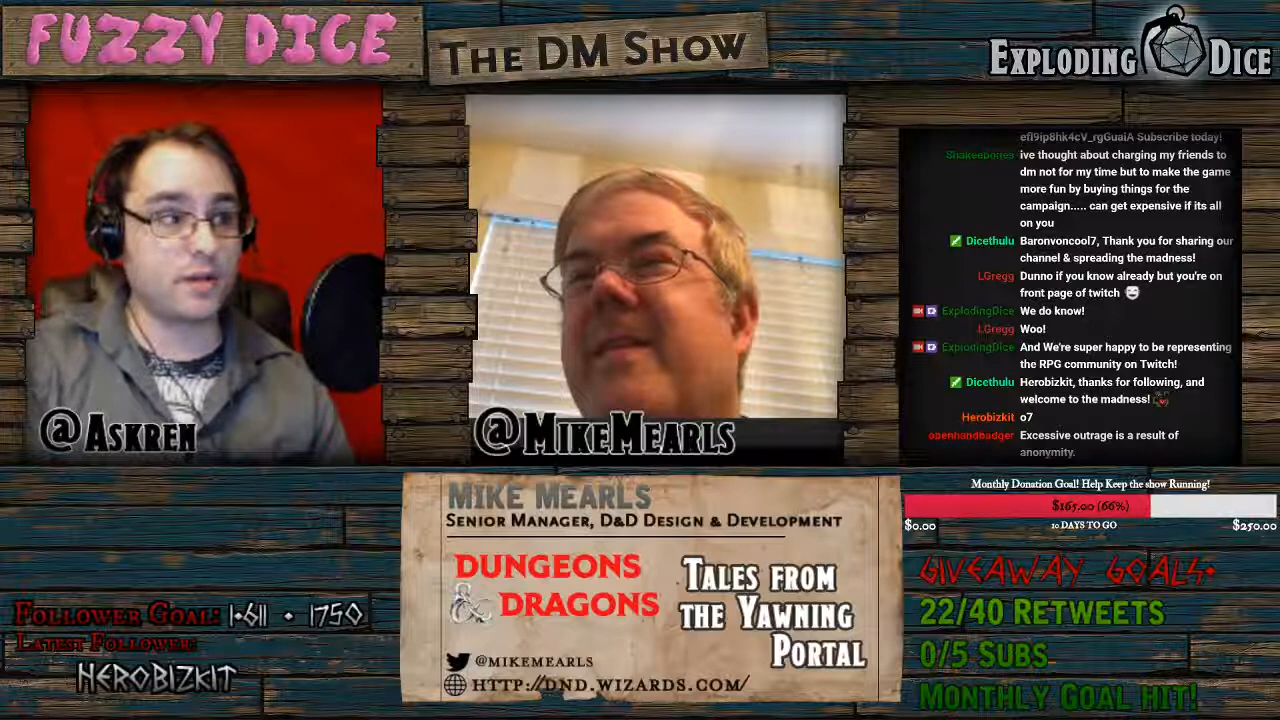 FUZZY DICE
THE DM SHOW
EXPLODING DICE
@ASKREN
@MIKEMEARLS
efI9ip8hk4cV_rgGuaIA Subscribe today!
Shakeebones ive thought about charging my friends to
dm not for my time but to make the game
more fun by buying things for the
campaign..... can get expensive if its all
on you
Dicethulu Baronvoncool7, Thank you for sharing our
channel & spreading the madness!
LGregg Dunno if you know already but you're on
front page of twitch
ExplodingDice We do know!
LGregg Woo!
ExplodingDice And We're super happy to be representing
the RPG community on Twitch!
Dicethulu Herobizkit, thanks for following, and
welcome to the madness!
Herobizkit o7
openhandbadger Excessive outrage is a result of
anonymity.
MIKE MEARLS
SENIOR MANAGER, D&D DESIGN & DEVELOPMENT
DUNGEONS
& DRAGONS
TALES FROM
THE YAWNING
PORTAL
@MIKEMEARLS
HTTP://DND.WIZARDS.COM/
Monthly Donation Goal! Help Keep the show Running!
$165.00 (66%)
$0.00 10 DAYS TO GO $250.00
GIVEAWAY GOALS:
22/40 RETWEETS
0/5 SUBS
MONTHLY GOAL HIT!
FOLLOWER GOAL: 1,611 • 1750
LATEST FOLLOWER:
HEROBIZKIT